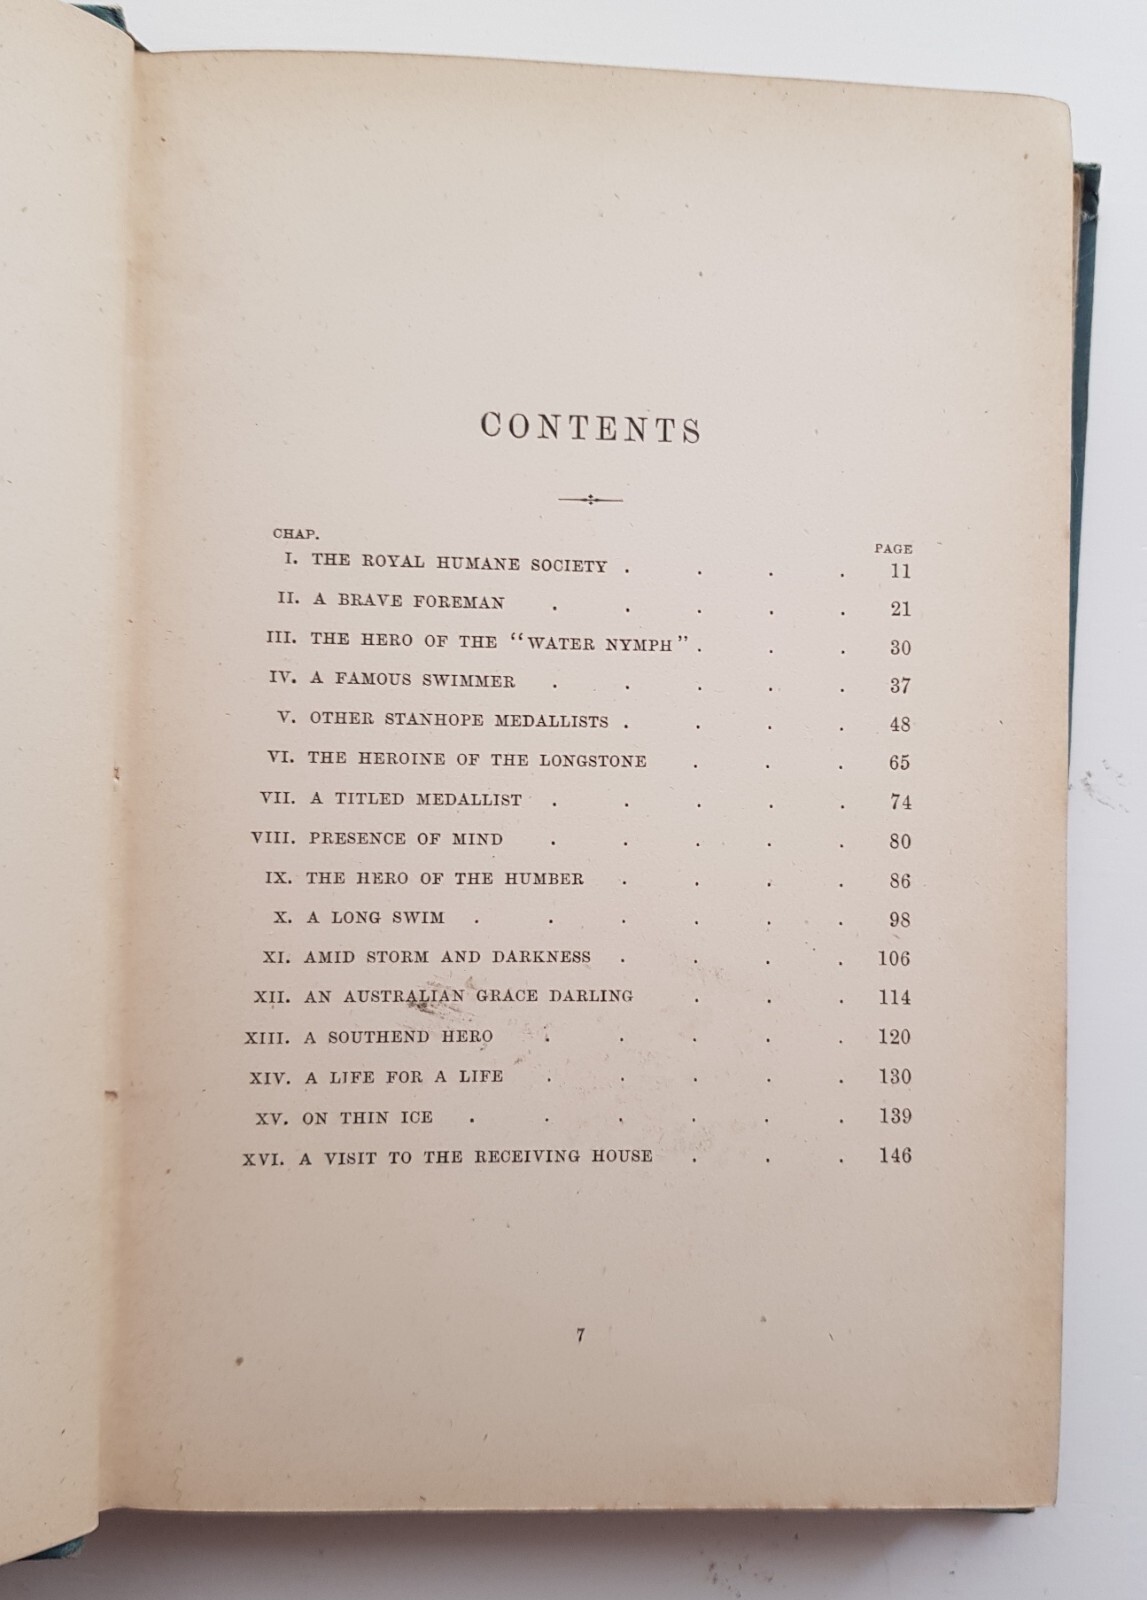 CONTENTS
CHAP.
PAGE
I. THE ROYAL HUMANE SOCIETY . . . . 11
II. A BRAVE FOREMAN . . . . . 21
III. THE HERO OF THE "WATER NYMPH" . . . 30
IV. A FAMOUS SWIMMER . . . . . 37
V. OTHER STANHOPE MEDALLISTS . . . . 48
VI. THE HEROINE OF THE LONGSTONE . . . 65
VII. A TITLED MEDALLIST . . . . . 74
VIII. PRESENCE OF MIND . . . . . 80
IX. THE HERO OF THE HUMBER . . . . 86
X. A LONG SWIM . . . . . . 98
XI. AMID STORM AND DARKNESS . . . . 106
XII. AN AUSTRALIAN GRACE DARLING . . . 114
XIII. A SOUTHEND HERO . . . . . 120
XIV. A LIFE FOR A LIFE . . . . . 130
XV. ON THIN ICE . . . . . . 139
XVI. A VISIT TO THE RECEIVING HOUSE . . . 146
7